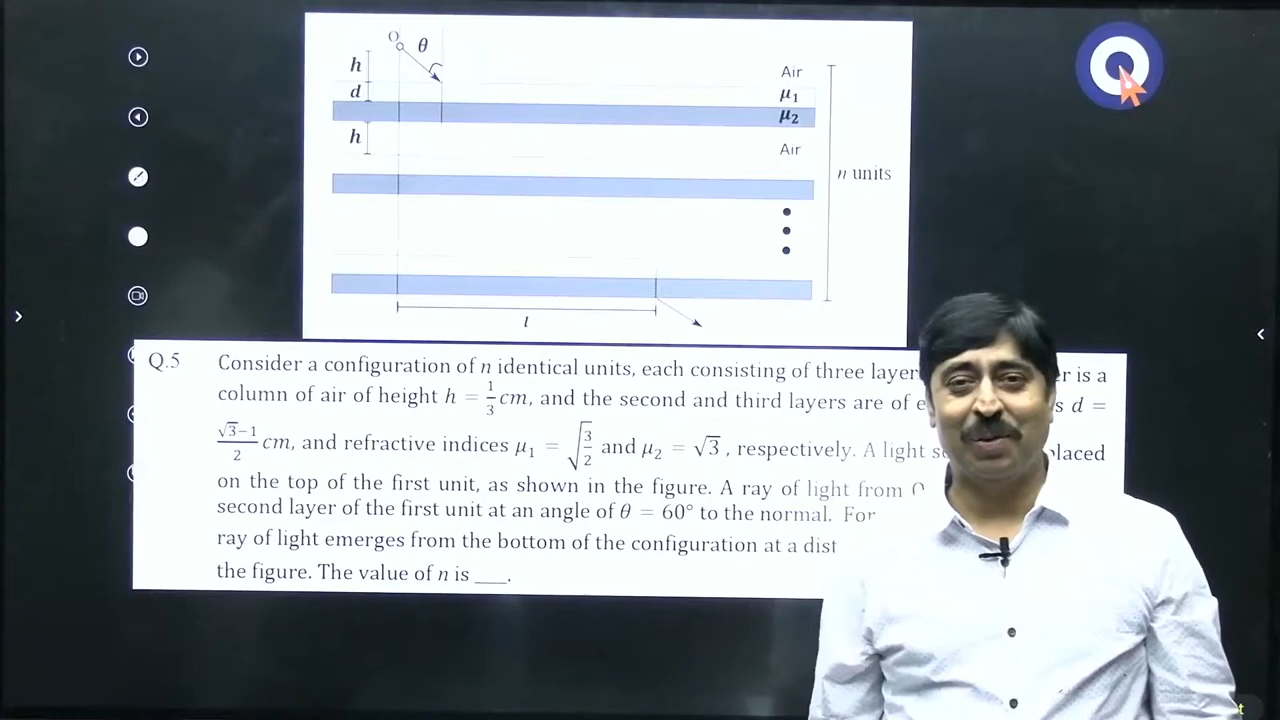 O
θ
h
Air
d
μ₁
μ₂
h
Air
n units
l
Q.5 Consider a configuration of n identical units, each consisting of three layer is a
column of air of height h = 1/3 cm, and the second and third layers are of e s d =
√3−1/2 cm, and refractive indices μ₁ = √3/2 and μ₂ = √3, respectively. A light placed
on the top of the first unit, as shown in the figure. A ray of light from O
second layer of the first unit at an angle of θ = 60° to the normal. For
ray of light emerges from the bottom of the configuration at a dist
the figure. The value of n is ___.